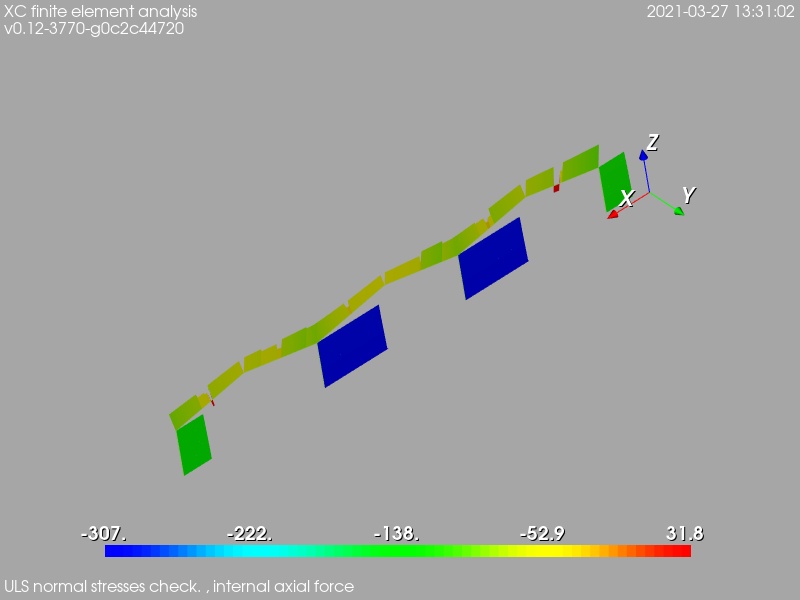 XC finite element analysis
2021-03-27 13:31:02
v0.12-3770-g0c2c44720
Z
X
Y
-307.
-222.
-138.
-52.9
31.8
ULS normal stresses check. , internal axial force